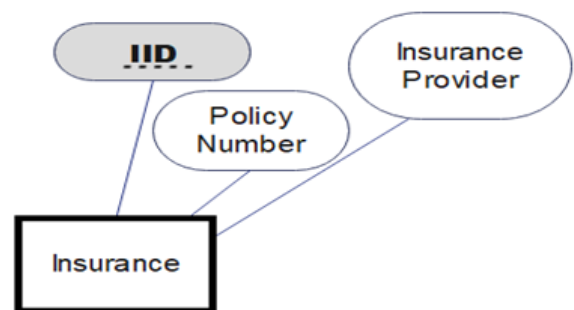 IID
Insurance
Provider
Policy
Number
Insurance